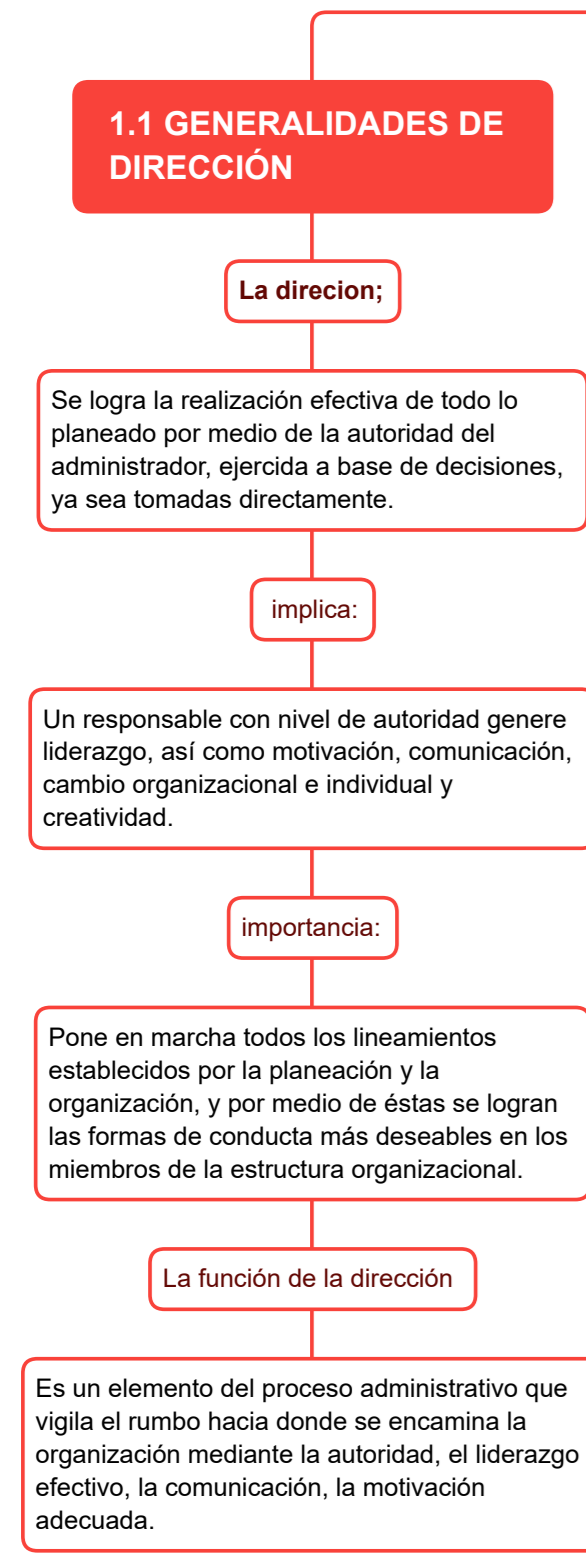 1.1 GENERALIDADES DE
DIRECCIÓN
La direcion;
Se logra la realización efectiva de todo lo
planeado por medio de la autoridad del
administrador, ejercida a base de decisiones,
ya sea tomadas directamente.
implica:
Un responsable con nivel de autoridad genere
liderazgo, así como motivación, comunicación,
cambio organizacional e individual y
creatividad.
importancia:
Pone en marcha todos los lineamientos
establecidos por la planeación y la
organización, y por medio de éstas se logran
las formas de conducta más deseables en los
miembros de la estructura organizacional.
La función de la dirección
Es un elemento del proceso administrativo que
vigila el rumbo hacia donde se encamina la
organización mediante la autoridad, el liderazgo
efectivo, la comunicación, la motivación
adecuada.